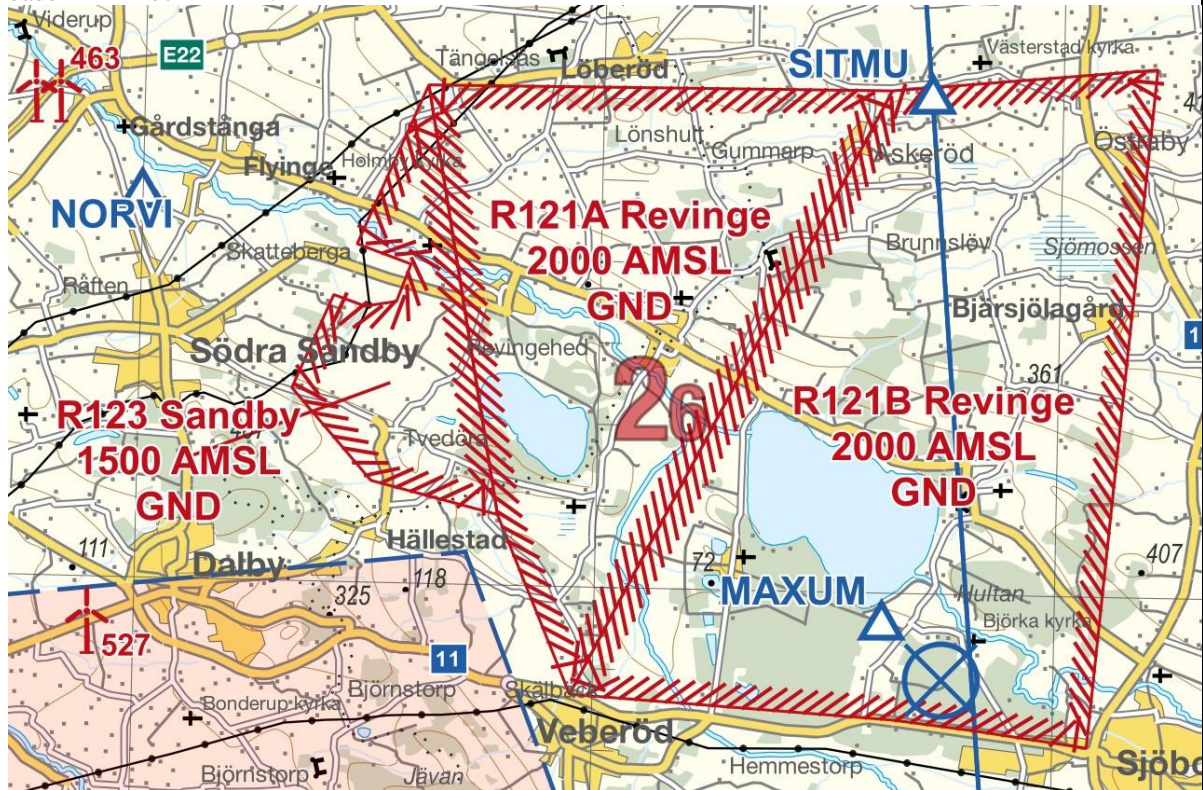 Viderup
463
E22
Tängelsås
Löberöd
SITMU
Västerstad kyrka
Gårdstånga
Flyinge
Holmby kyrka
Lönshult
Gummarp
Askeröd
Östraby
NORVI
R121A Revinge
2000 AMSL
GND
Skatteberga
Brunnslöv
Sjömossen
Råften
Bjärsjölagård
Södra Sandby
Revingehed
26
361
R123 Sandby
1500 AMSL
GND
R121B Revinge
2000 AMSL
GND
Tvedöra
Hällestad
111
Dalby
325
118
72
407
MAXUM
Hultan
Björka kyrka
527
11
Bonderup kyrka
Björnstorp
Skälbäck
Veberöd
Björnstorp
Jävan
Hemmestorp